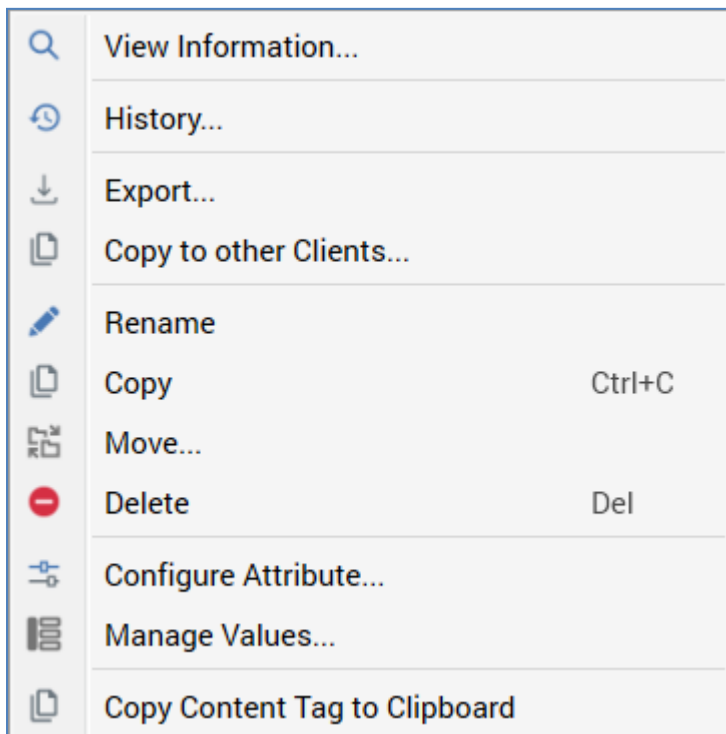 View Information...
History...
Export...
Copy to other Clients...
Rename
Copy Ctrl+C
Move...
Delete Del
Configure Attribute...
Manage Values...
Copy Content Tag to Clipboard